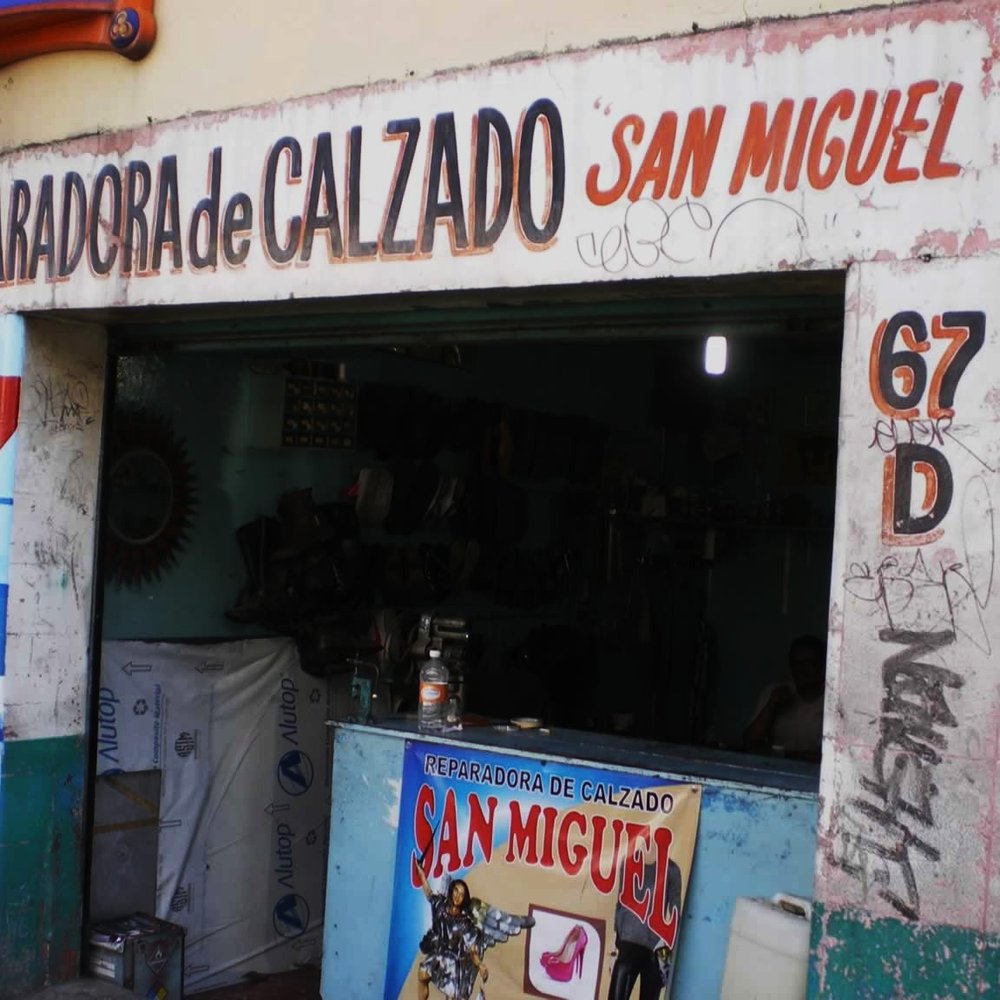 ARADORA de CALZADO "SAN MIGUEL
67
D
REPARADORA DE CALZADO
SAN MIGUEL
Alutop
Alutop
Alutop